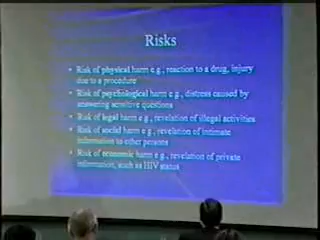 Risks
• Risk of physical harm e.g., reaction to a drug, injury
due to a procedure
• Risk of psychological harm e.g., distress caused by
answering sensitive questions
• Risk of legal harm e.g., revelation of illegal activities
• Risk of social harm e.g., revelation of intimate
information to other persons
• Risk of economic harm e.g., revelation of private
information, such as HIV status